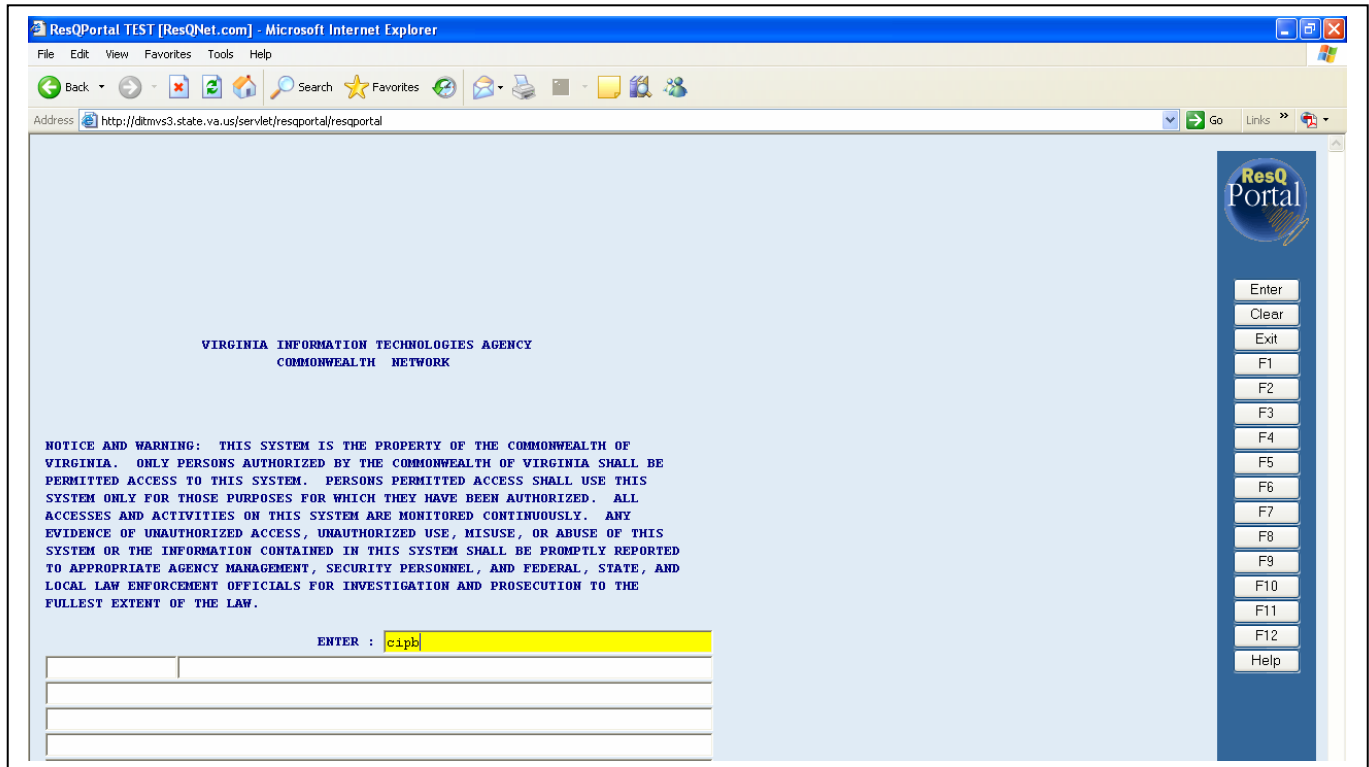 ResQPortal TEST [ResQNet.com] - Microsoft Internet Explorer
File Edit View Favorites Tools Help
Back Search Favorites
Address http://ditmvs3.state.va.us/servlet/resqportal/resqportal Go Links »
ResQ
Portal
Enter
Clear
Exit
F1
F2
F3
F4
F5
F6
F7
F8
F9
F10
F11
F12
Help
VIRGINIA INFORMATION TECHNOLOGIES AGENCY
COMMONWEALTH NETWORK
NOTICE AND WARNING: THIS SYSTEM IS THE PROPERTY OF THE COMMONWEALTH OF
VIRGINIA. ONLY PERSONS AUTHORIZED BY THE COMMONWEALTH OF VIRGINIA SHALL BE
PERMITTED ACCESS TO THIS SYSTEM. PERSONS PERMITTED ACCESS SHALL USE THIS
SYSTEM ONLY FOR THOSE PURPOSES FOR WHICH THEY HAVE BEEN AUTHORIZED. ALL
ACCESSES AND ACTIVITIES ON THIS SYSTEM ARE MONITORED CONTINUOUSLY. ANY
EVIDENCE OF UNAUTHORIZED ACCESS, UNAUTHORIZED USE, MISUSE, OR ABUSE OF THIS
SYSTEM OR THE INFORMATION CONTAINED IN THIS SYSTEM SHALL BE PROMPTLY REPORTED
TO APPROPRIATE AGENCY MANAGEMENT, SECURITY PERSONNEL, AND FEDERAL, STATE, AND
LOCAL LAW ENFORCEMENT OFFICIALS FOR INVESTIGATION AND PROSECUTION TO THE
FULLEST EXTENT OF THE LAW.
ENTER : cipb